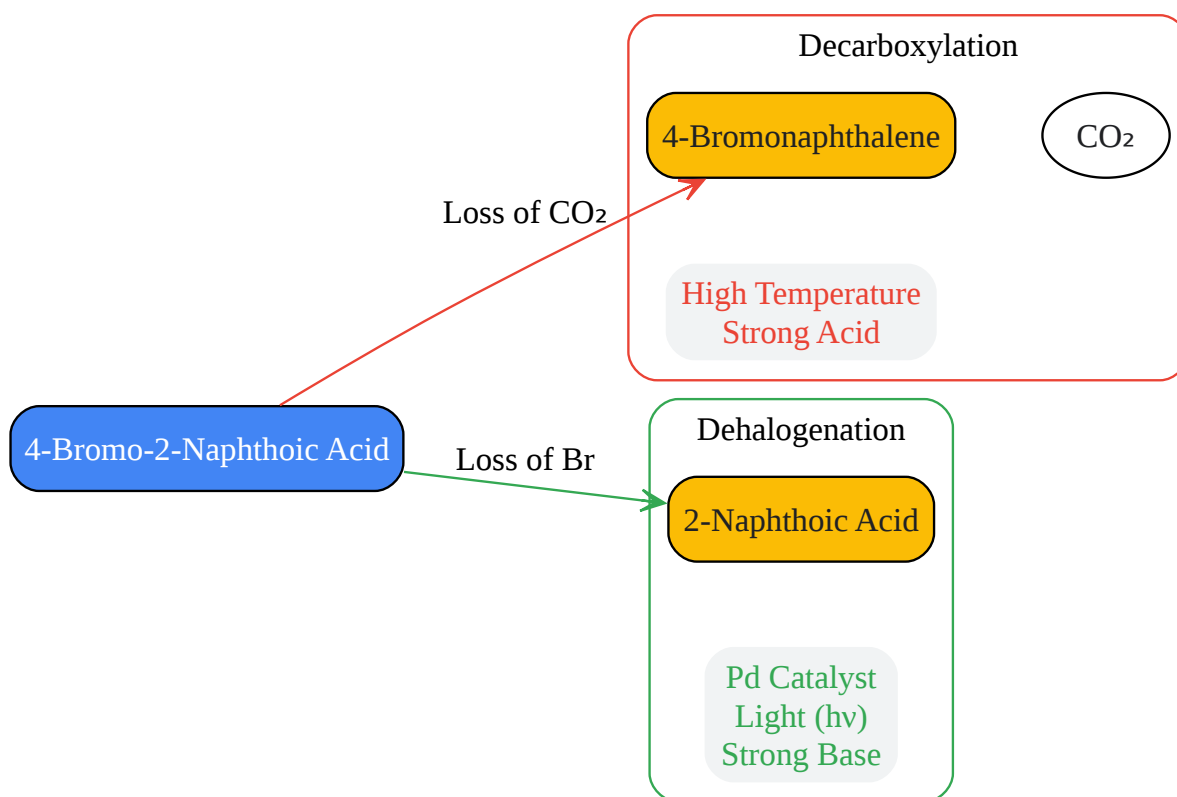 Decarboxylation
4-Bromonaphthalene
CO₂
Loss of CO₂
High Temperature
Strong Acid
4-Bromo-2-Naphthoic Acid
Loss of Br
Dehalogenation
2-Naphthoic Acid
Pd Catalyst
Light (hν)
Strong Base